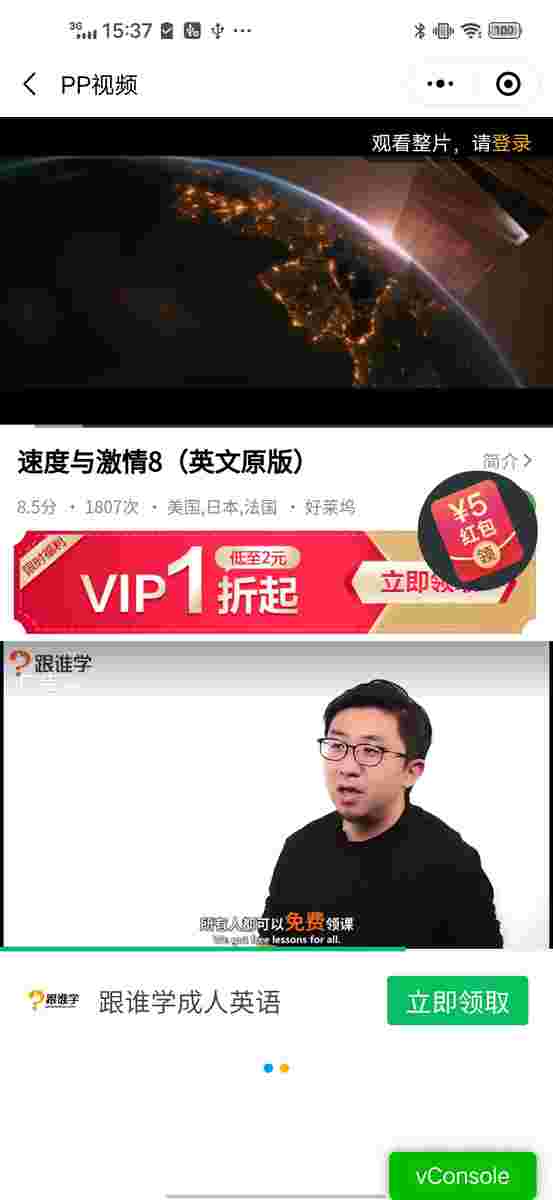 3G 15:37 100
PP视频
观看整片，请登录
速度与激情8（英文原版）
简介
8.5分 · 1807次 · 美国,日本,法国 · 好莱坞
¥5
红包
领
限时福利
VIP1折起
低至2元
立即领取
跟谁学
所有人都可以免费领课
We got free lessons for all.
跟谁学
跟谁学成人英语
立即领取
vConsole